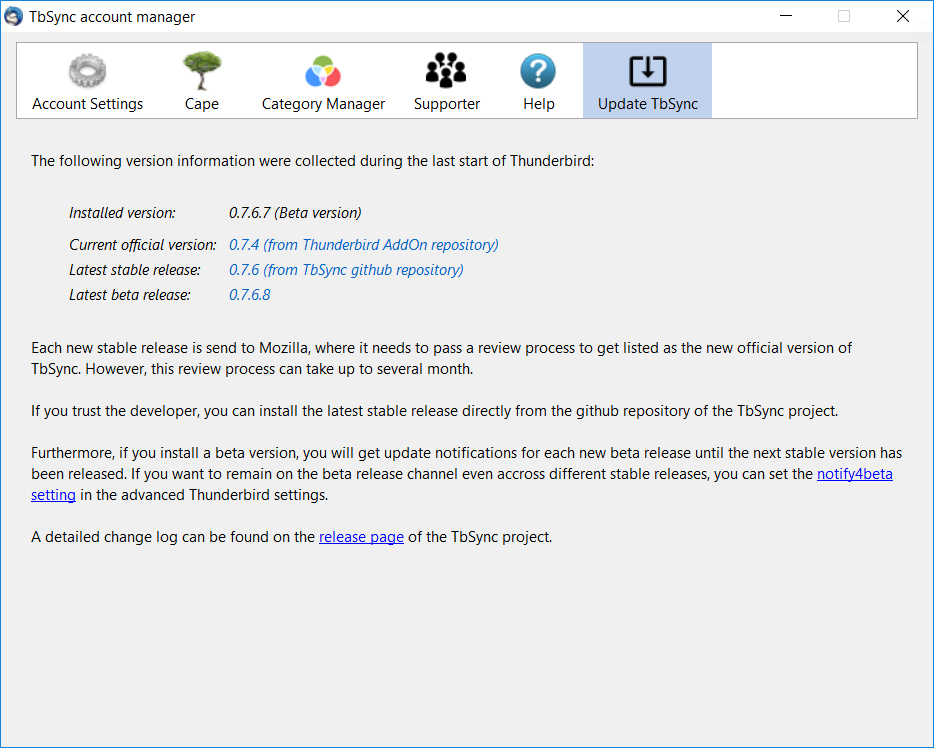 TbSync account manager
Account Settings
Cape
Category Manager
Supporter
Help
Update TbSync
The following version information were collected during the last start of Thunderbird:
Installed version: 0.7.6.7 (Beta version)
Current official version: 0.7.4 (from Thunderbird AddOn repository)
Latest stable release: 0.7.6 (from TbSync github repository)
Latest beta release: 0.7.6.8
Each new stable release is send to Mozilla, where it needs to pass a review process to get listed as the new official version of
TbSync. However, this review process can take up to several month.
If you trust the developer, you can install the latest stable release directly from the github repository of the TbSync project.
Furthermore, if you install a beta version, you will get update notifications for each new beta release until the next stable version has
been released. If you want to remain on the beta release channel even accross different stable releases, you can set the notify4beta
setting in the advanced Thunderbird settings.
A detailed change log can be found on the release page of the TbSync project.